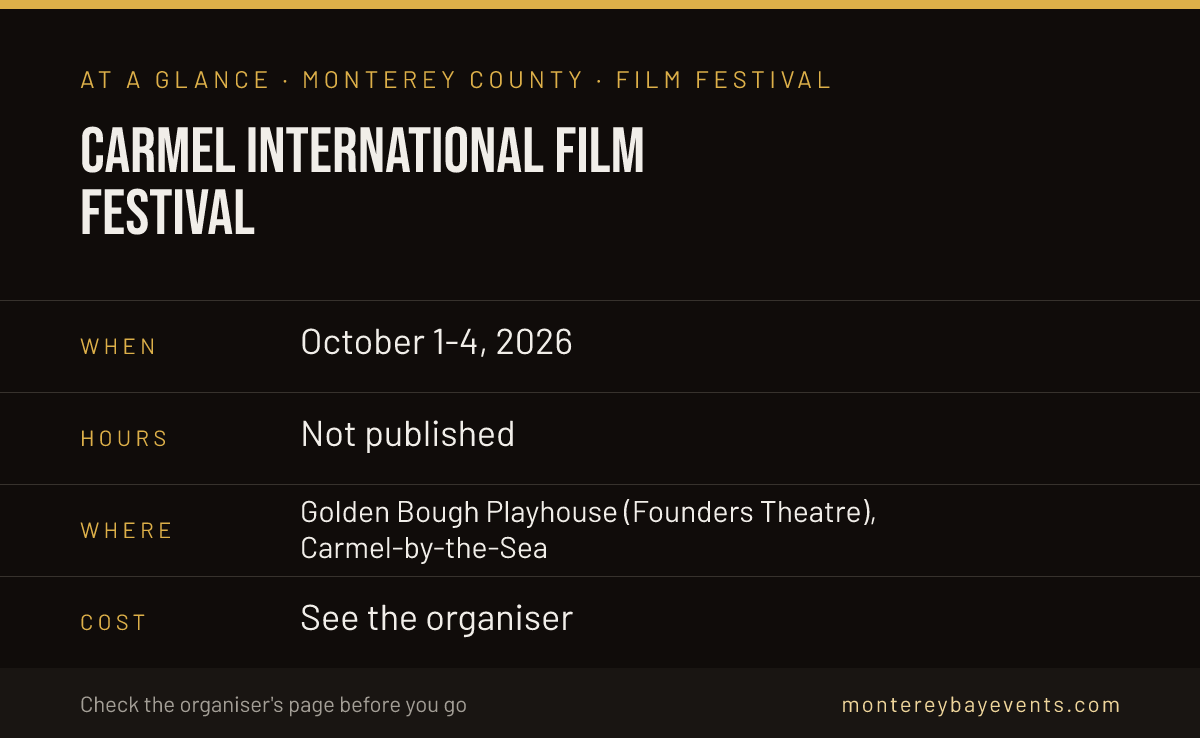 AT A GLANCE · MONTEREY COUNTY · FILM FESTIVAL
CARMEL INTERNATIONAL FILM
FESTIVAL
WHEN
October 1-4, 2026
HOURS
Not published
WHERE
Golden Bough Playhouse (Founders Theatre),
Carmel-by-the-Sea
COST
See the organiser
Check the organiser's page before you go
montereybayevents.com